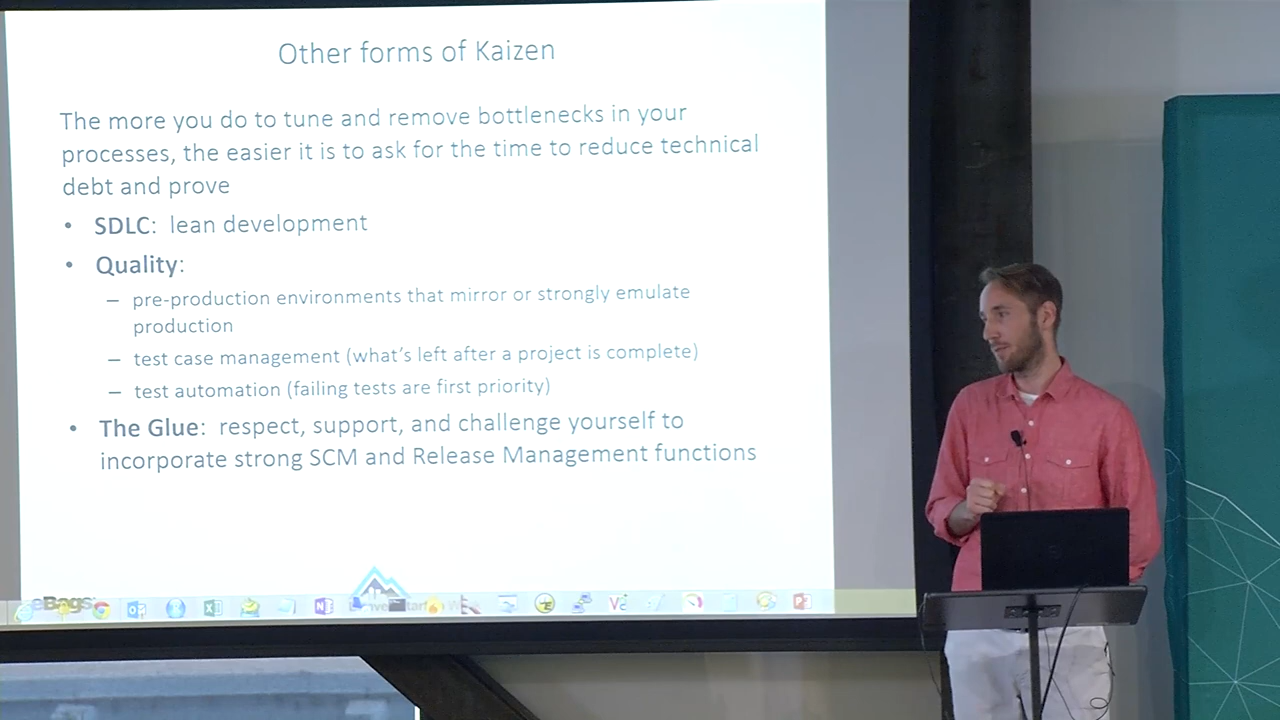 Other forms of Kaizen
The more you do to tune and remove bottlenecks in your
processes, the easier it is to ask for the time to reduce technical
debt and prove
• SDLC: lean development
• Quality:
– pre-production environments that mirror or strongly emulate
production
– test case management (what's left after a project is complete)
– test automation (failing tests are first priority)
• The Glue: respect, support, and challenge yourself to
incorporate strong SCM and Release Management functions
eBags